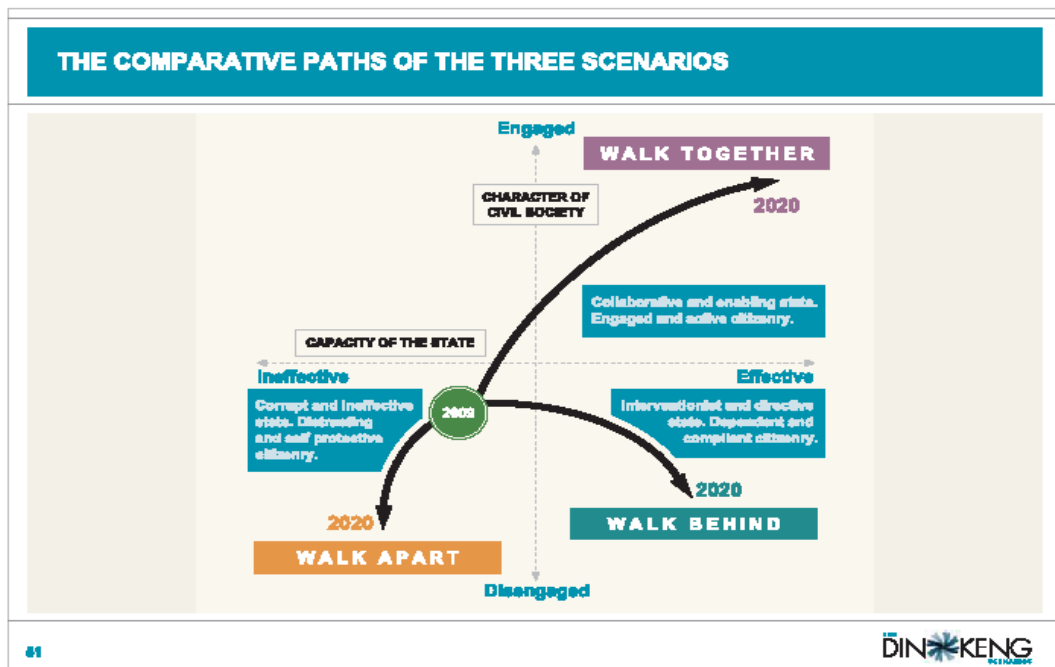 THE COMPARATIVE PATHS OF THE THREE SCENARIOS
Engaged
WALK TOGETHER
CHARACTER OF
CIVIL SOCIETY
2020
Collaborative and enabling state.
Engaged and active citizenry.
CAPACITY OF THE STATE
Ineffective
Effective
Corrupt and ineffective
state. Distrusting
and self protective
citizenry.
2009
Interventionist and directive
state. Dependent and
compliant citizenry.
2020
2020
WALK BEHIND
WALK APART
Disengaged
DINOKENG